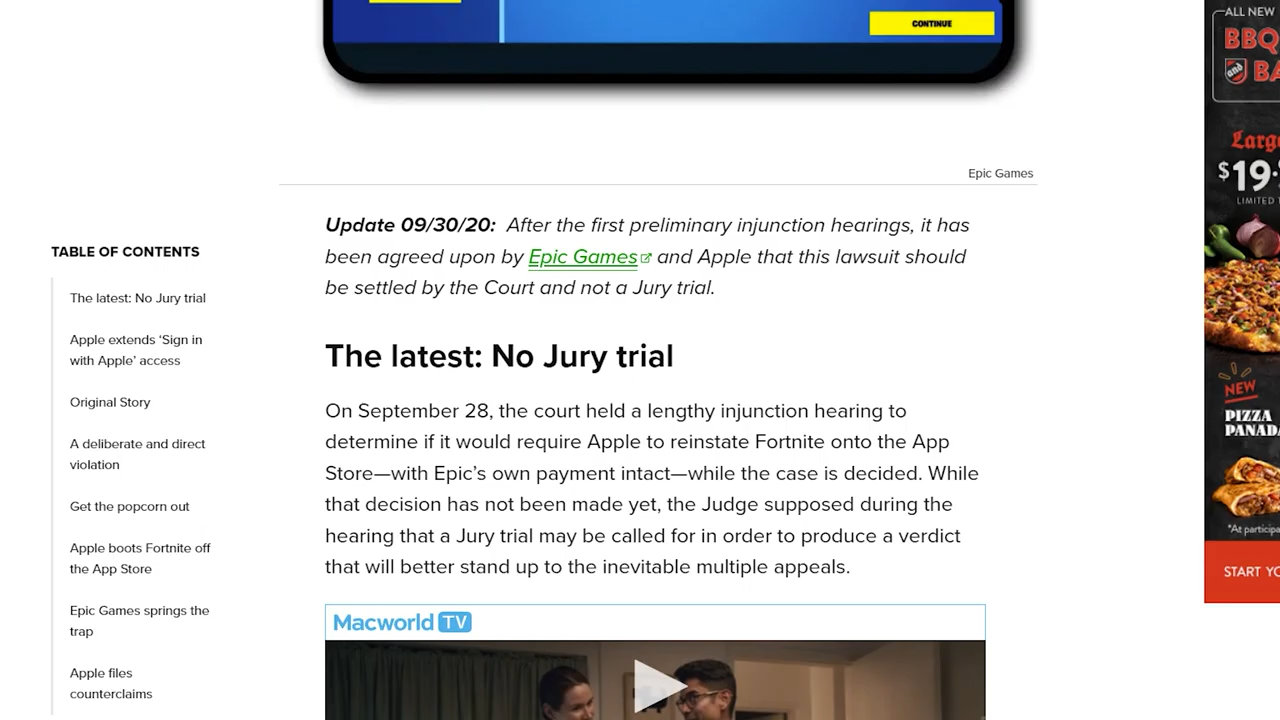 CONTINUE
Epic Games
Update 09/30/20: After the first preliminary injunction hearings, it has
been agreed upon by Epic Games and Apple that this lawsuit should
be settled by the Court and not a Jury trial.
TABLE OF CONTENTS
The latest: No Jury trial
Apple extends ‘Sign in
with Apple’ access
Original Story
A deliberate and direct
violation
Get the popcorn out
Apple boots Fortnite off
the App Store
Epic Games springs the
trap
Apple files
counterclaims
The latest: No Jury trial
On September 28, the court held a lengthy injunction hearing to
determine if it would require Apple to reinstate Fortnite onto the App
Store—with Epic’s own payment intact—while the case is decided. While
that decision has not been made yet, the Judge supposed during the
hearing that a Jury trial may be called for in order to produce a verdict
that will better stand up to the inevitable multiple appeals.
Macworld TV
ALL NEW
BBQ
and BA
Larg
$19.
LIMITED
NEW
PIZZA
PANADA
*At particip
START YO